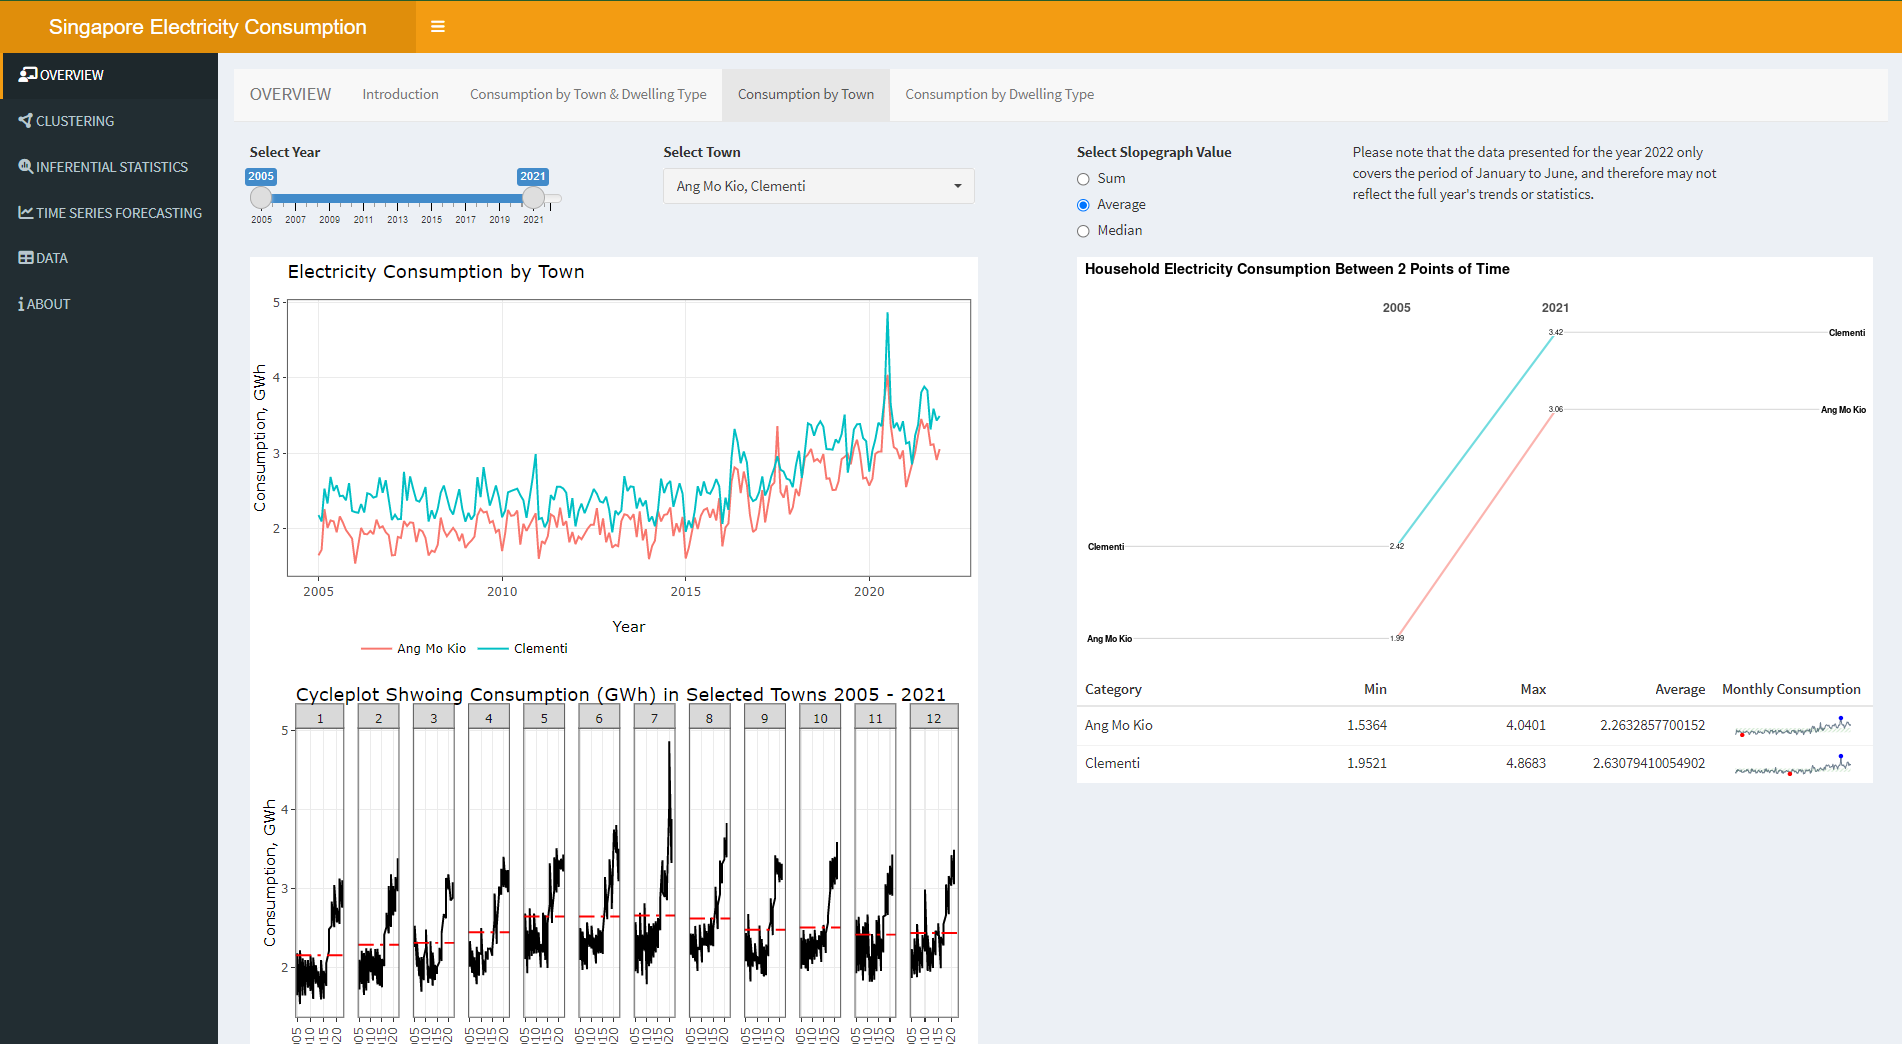 Singapore Electricity Consumption
OVERVIEW
CLUSTERING
INFERENTIAL STATISTICS
TIME SERIES FORECASTING
DATA
ABOUT
OVERVIEW Introduction Consumption by Town & Dwelling Type Consumption by Town Consumption by Dwelling Type
Select Year
2005 2021
2005 2007 2009 2011 2013 2015 2017 2019 2021
Select Town
Ang Mo Kio, Clementi
Select Slopegraph Value
Sum
Average
Median
Please note that the data presented for the year 2022 only
covers the period of January to June, and therefore may not
reflect the full year's trends or statistics.
Electricity Consumption by Town
Consumption, GWh
5
4
3
2
2005 2010 2015 2020
Year
Ang Mo Kio Clementi
Cycleplot Shwoing Consumption (GWh) in Selected Towns 2005 - 2021
1 2 3 4 5 6 7 8 9 10 11 12
Consumption, GWh
5
4
3
2
Household Electricity Consumption Between 2 Points of Time
2005 2021
3.42 Clementi
3.06 Ang Mo Kio
Clementi 2.42
Ang Mo Kio 1.99
Category Min Max Average Monthly Consumption
Ang Mo Kio 1.5364 4.0401 2.2632857700152
Clementi 1.9521 4.8683 2.63079410054902